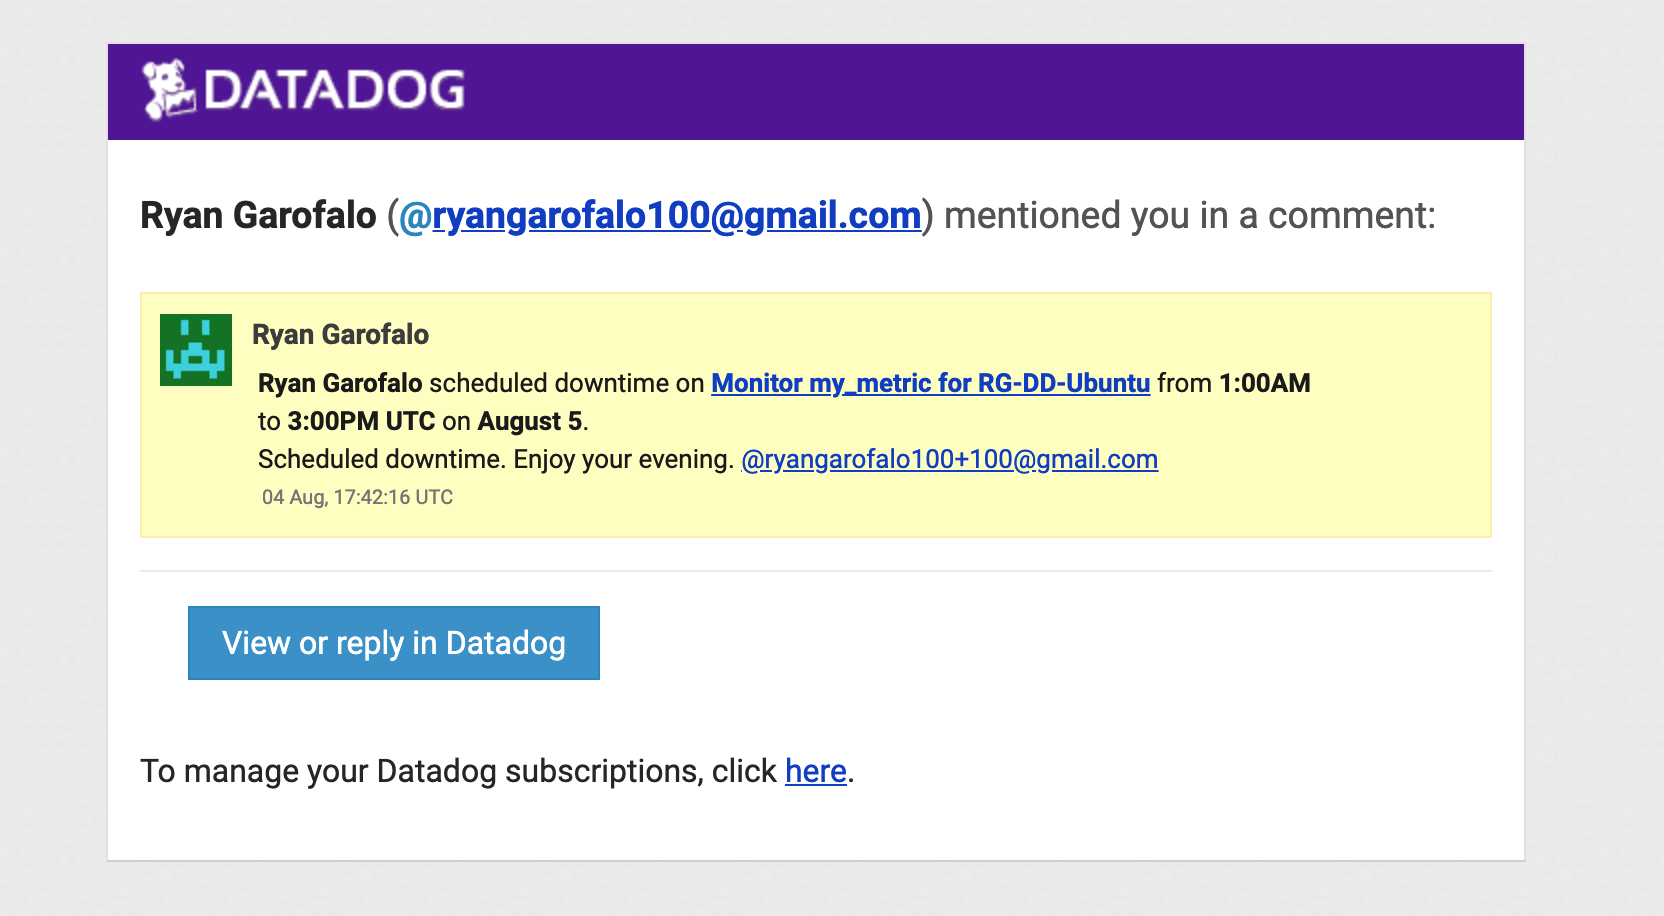 DATADOG
Ryan Garofalo (@ryangarofalo100@gmail.com) mentioned you in a comment:
Ryan Garofalo
Ryan Garofalo scheduled downtime on Monitor my_metric for RG-DD-Ubuntu from 1:00AM
to 3:00PM UTC on August 5.
Scheduled downtime. Enjoy your evening. @ryangarofalo100+100@gmail.com
04 Aug, 17:42:16 UTC
View or reply in Datadog
To manage your Datadog subscriptions, click here.